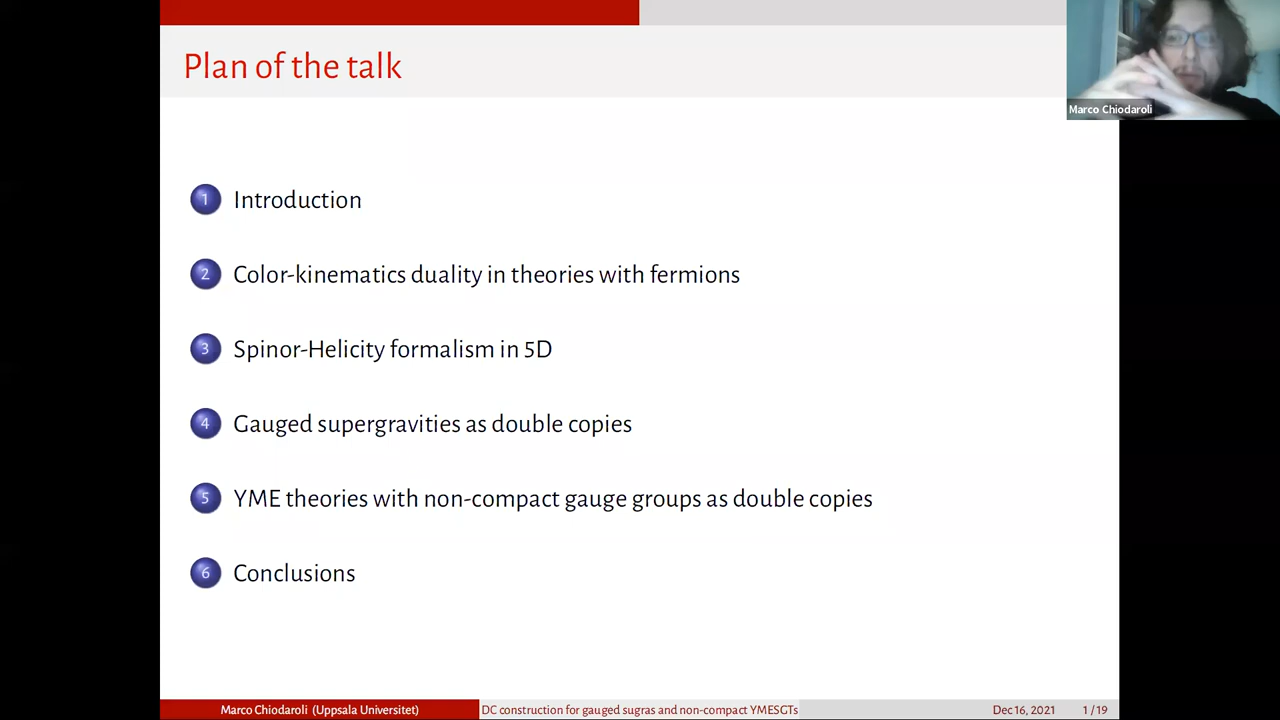 Plan of the talk
Marco Chiodaroli
1 Introduction
2 Color-kinematics duality in theories with fermions
3 Spinor-Helicity formalism in 5D
4 Gauged supergravities as double copies
5 YME theories with non-compact gauge groups as double copies
6 Conclusions
Marco Chiodaroli (Uppsala Universitet) DC construction for gauged sugras and non-compact YMESGTs Dec 16, 2021 1 / 19